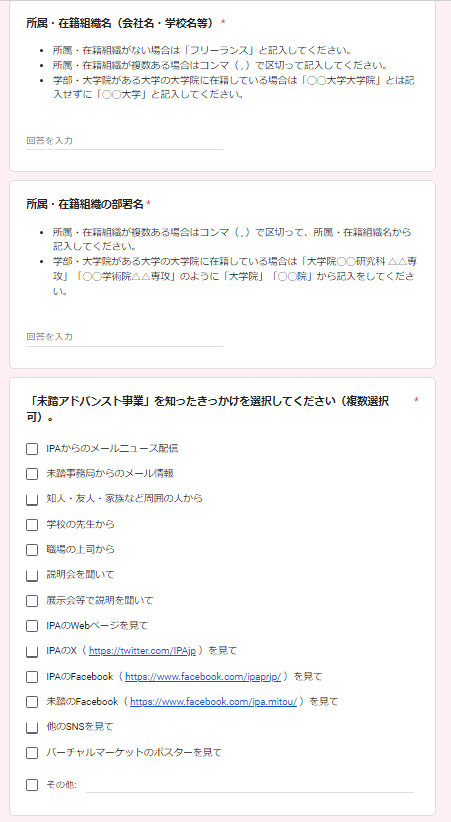 所属・在籍組織名（会社名・学校名等） *
• 所属・在籍組織がない場合は「フリーランス」と記入してください。
• 所属・在籍組織が複数ある場合はコンマ（ , ）で区切って記入してください。
• 学部・大学院がある大学の大学院に在籍している場合は「〇〇大学大学院」とは記
入せずに「〇〇大学」と記入してください。
回答を入力
所属・在籍組織の部署名 *
• 所属・在籍組織が複数ある場合はコンマ（ , ）で区切って、所属・在籍組織名から
記入してください。
• 学部・大学院がある大学の大学院に在籍している場合は「大学院〇〇研究科 △△専
攻」「〇〇学術院△△専攻」のように「大学院」「〇〇院」から記入をしてくださ
い。
回答を入力
「未踏アドバンスト事業」を知ったきっかけを選択してください（複数選択 *
可）。
IPAからのメールニュース配信
未踏事務局からのメール情報
知人・友人・家族など周囲の人から
学校の先生から
職場の上司から
説明会を聞いて
展示会等で説明を聞いて
IPAのWebページを見て
IPAのX（ https://twitter.com/IPAjp ）を見て
IPAのFacebook（ https://www.facebook.com/ipaprjp/ ）を見て
未踏のFacebook（ https://www.facebook.com/ipa.mitou/ ）を見て
他のSNSを見て
バーチャルマーケットのポスターを見て
その他: